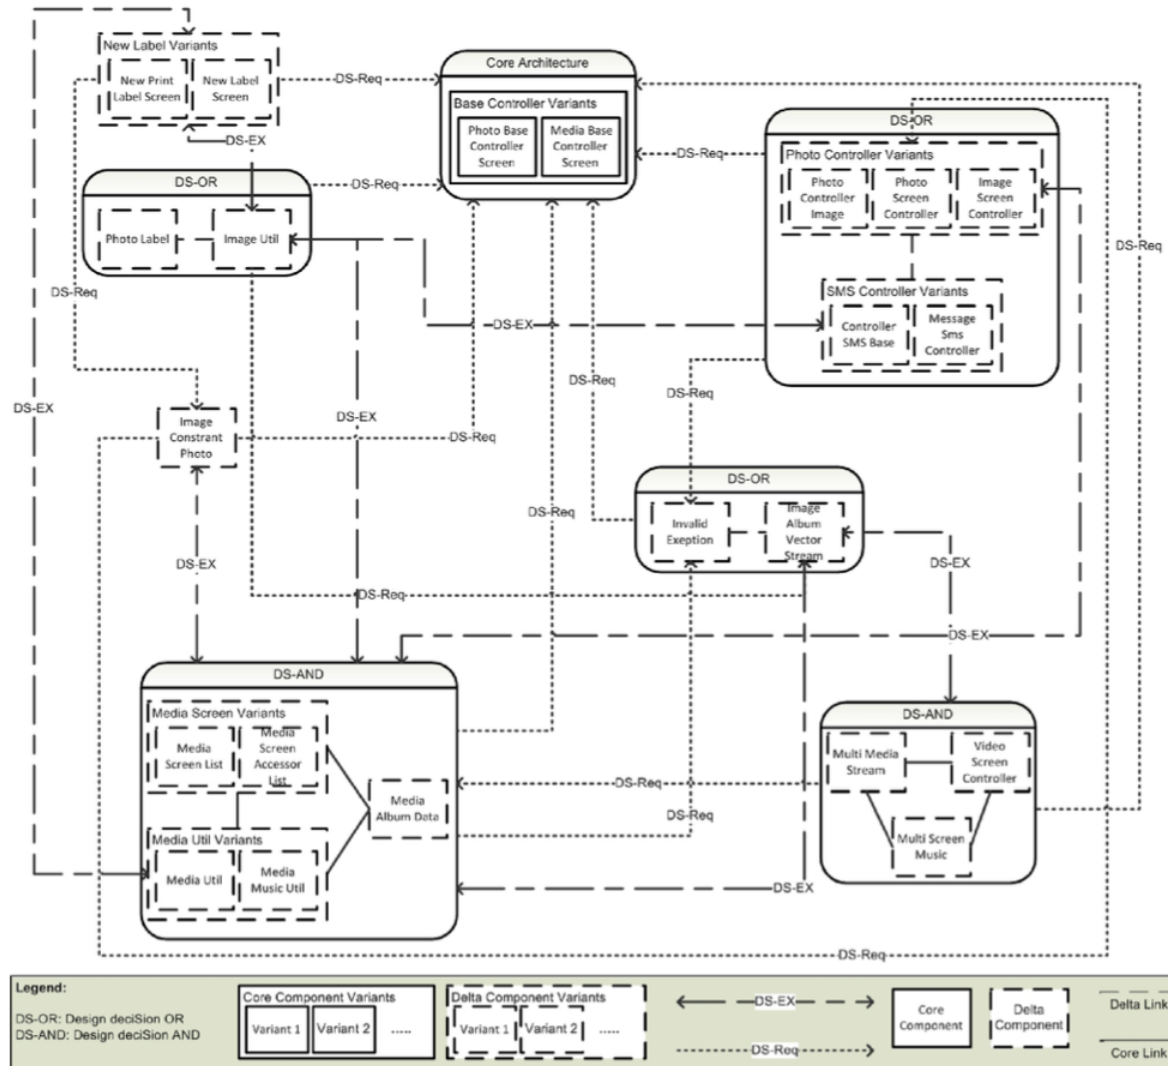 New Label Variants
New Print
Label Screen
New Label
Screen
DS-Req
Core Architecture
Base Controller Variants
Photo Base
Controller
Screen
Media Base
Controller
Screen
DS-EX
DS-OR
DS-Req
Photo Label
Image Util
DS-OR
DS-Req
Photo Controller Variants
Photo
Controller
Image
Photo
Screen
Controller
Image
Screen
Controller
DS-Req
DS-Req
SMS Controller Variants
Controller
SMS Base
Message
Sms
Controller
DS-EX
DS-EX
DS-EX
DS-Req
DS-Req
Image
Constrant
Photo
DS-Req
DS-OR
Invalid
Exeption
Image
Album
Vector
Stream
DS-Req
DS-EX
DS-EX
DS-Req
DS-EX
DS-AND
Media Screen Variants
Media
Screen List
Media
Screen
Accessor
List
Media
Album Data
Media Util Variants
Media Util
Media
Music Util
DS-Req
DS-Req
DS-EX
DS-AND
Multi Media
Stream
Video
Screen
Controller
Multi Screen
Music
DS-Req
Legend:
DS-OR: Design deciSion OR
DS-AND: Design deciSion AND
Core Component Variants
Variant 1
Variant 2
.....
Delta Component Variants
Variant 1
Variant 2
.....
DS-EX
DS-Req
Core
Component
Delta
Component
Delta Link
Core Link